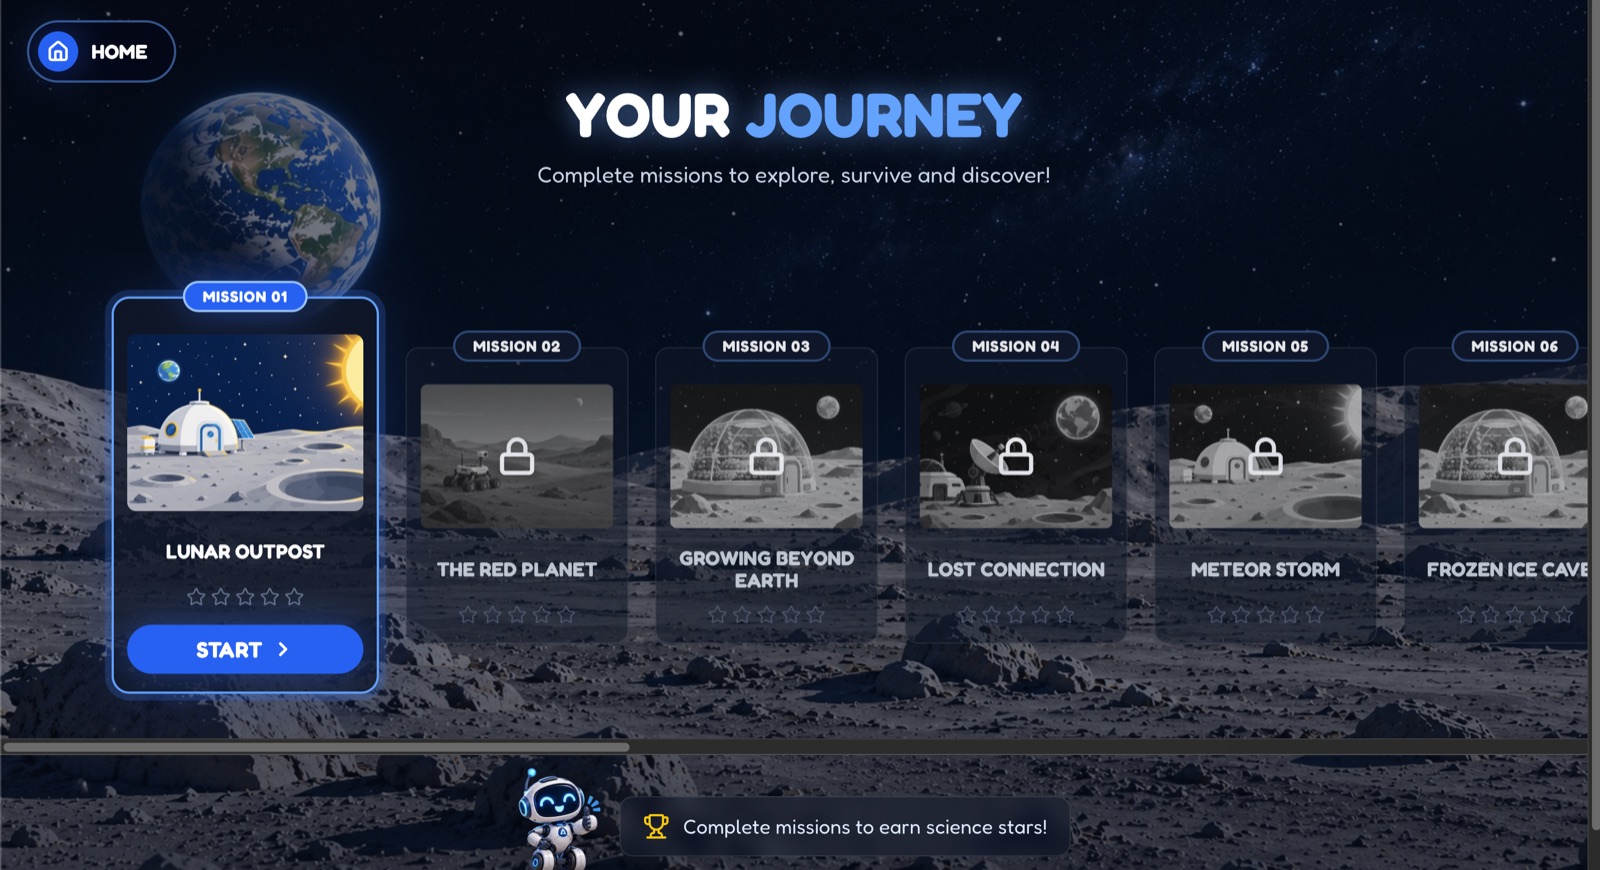 HOME
YOUR JOURNEY
Complete missions to explore, survive and discover!
MISSION 01
LUNAR OUTPOST
START
MISSION 02
THE RED PLANET
MISSION 03
GROWING BEYOND
EARTH
MISSION 04
LOST CONNECTION
MISSION 05
METEOR STORM
MISSION 06
FROZEN ICE CAVE
Complete missions to earn science stars!